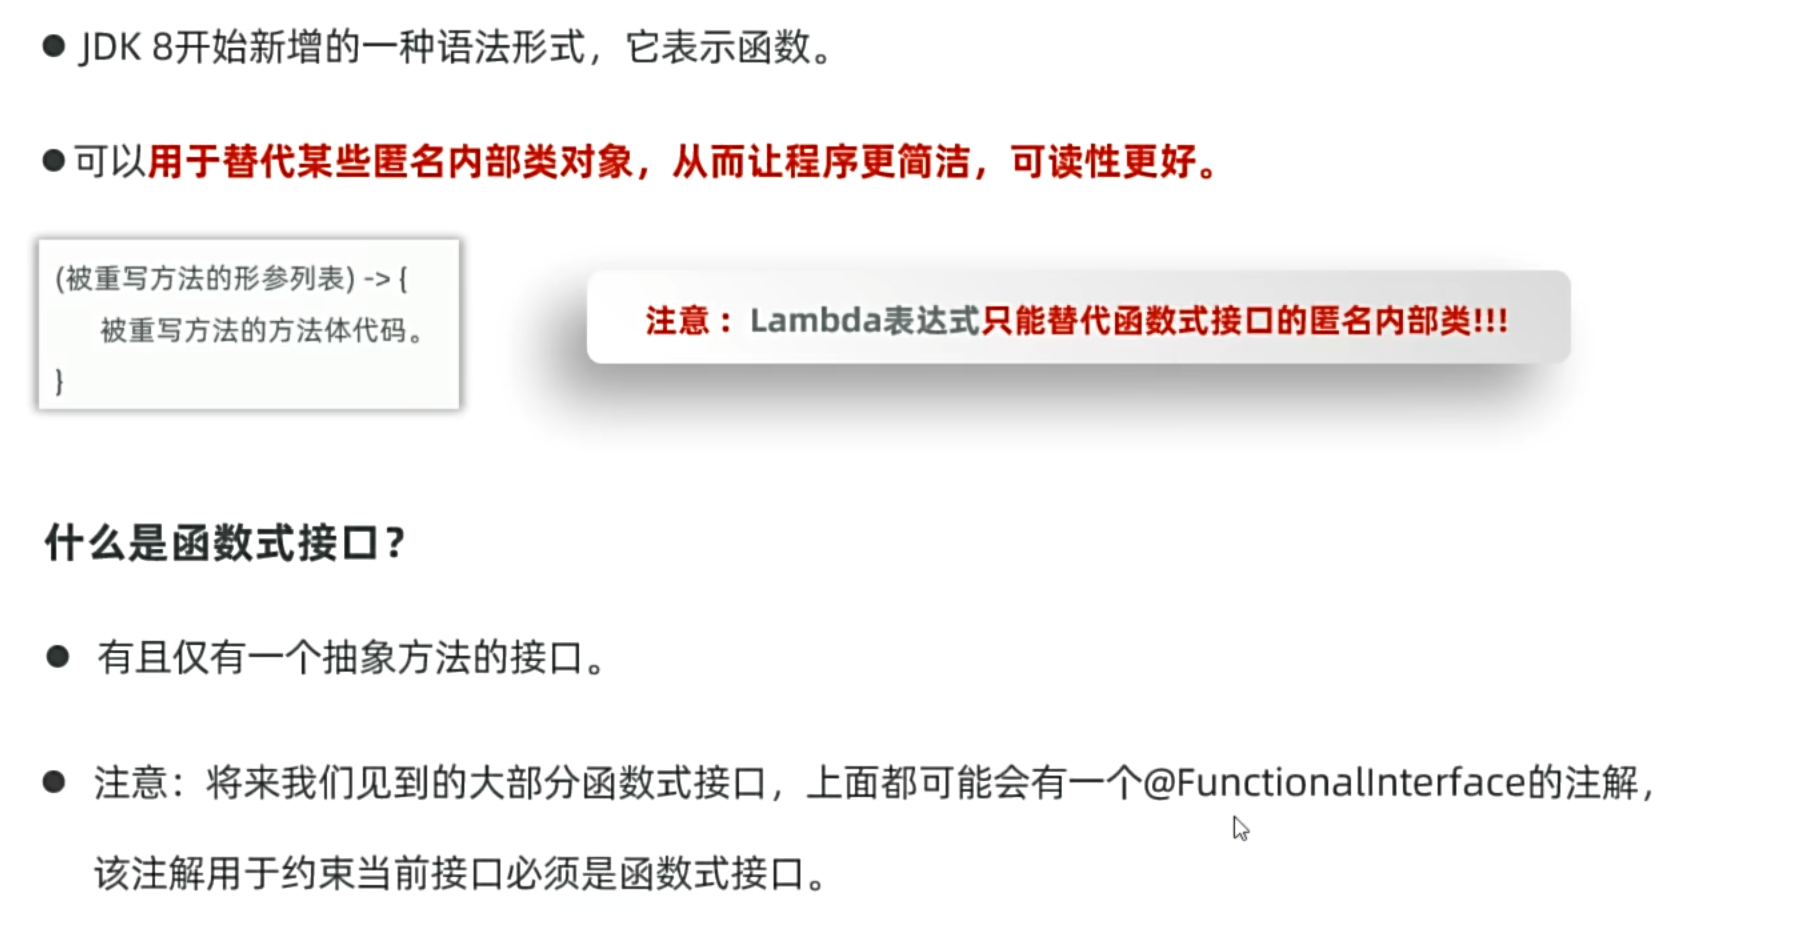 ● JDK 8开始新增的一种语法形式，它表示函数。
● 可以用于替代某些匿名内部类对象，从而让程序更简洁，可读性更好。
(被重写方法的形参列表) -> {
被重写方法的方法体代码。
}
注意：Lambda表达式只能替代函数式接口的匿名内部类!!!
什么是函数式接口？
● 有且仅有一个抽象方法的接口。
● 注意：将来我们见到的大部分函数式接口，上面都可能会有一个@FunctionalInterface的注解，
该注解用于约束当前接口必须是函数式接口。